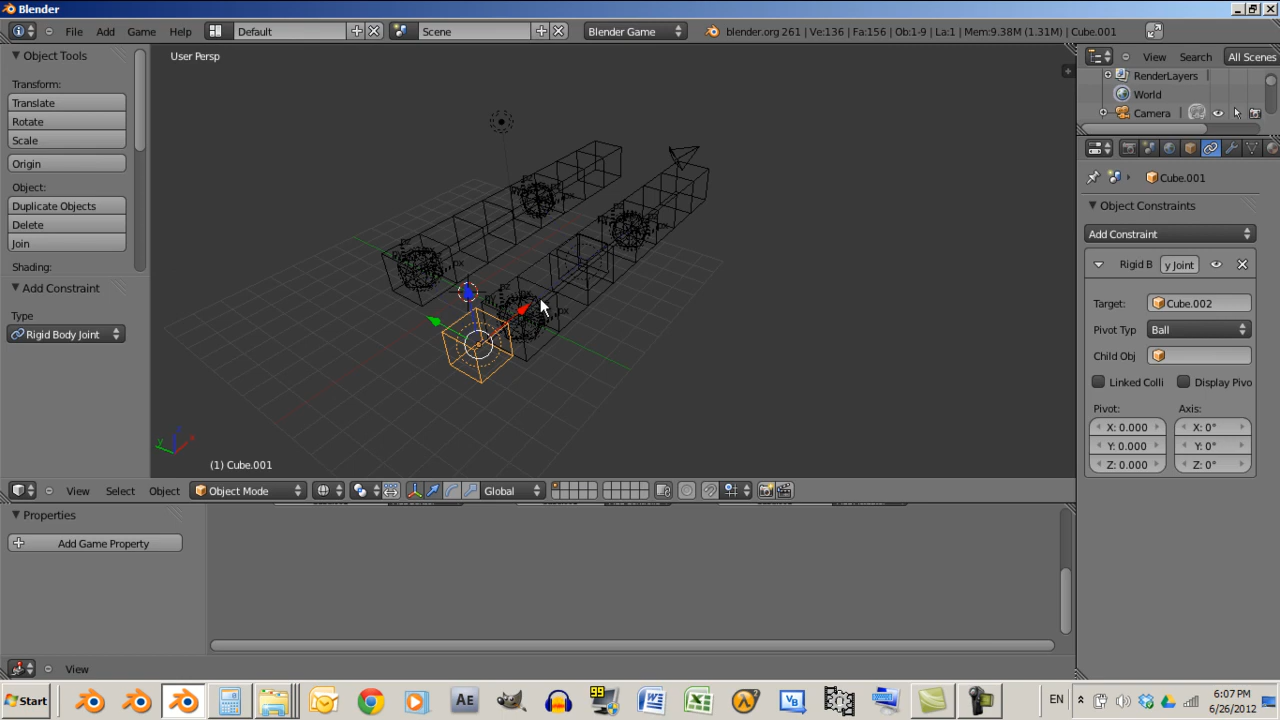 Blender
File Add Game Help Default Scene Blender Game blender.org 261 | Ve:136 | Fa:156 | Ob:1-9 | La:1 | Mem:9.38M (1.31M) | Cube.001
Object Tools
Transform:
Translate
Rotate
Scale
Origin
Object:
Duplicate Objects
Delete
Join
Shading:
Add Constraint
Type
Rigid Body Joint
User Persp
(1) Cube.001
View Select Object Object Mode Global
View Search All Scenes
RenderLayers
World
Camera
Cube.001
Object Constraints
Add Constraint
Rigid B y Joint
Target: Cube.002
Pivot Typ Ball
Child Obj
Linked Colli Display Pivo
Pivot: Axis:
X: 0.000 X: 0°
Y: 0.000 Y: 0°
Z: 0.000 Z: 0°
Properties
Add Game Property
View
Start AE 99 EN 6:07 PM
6/26/2012